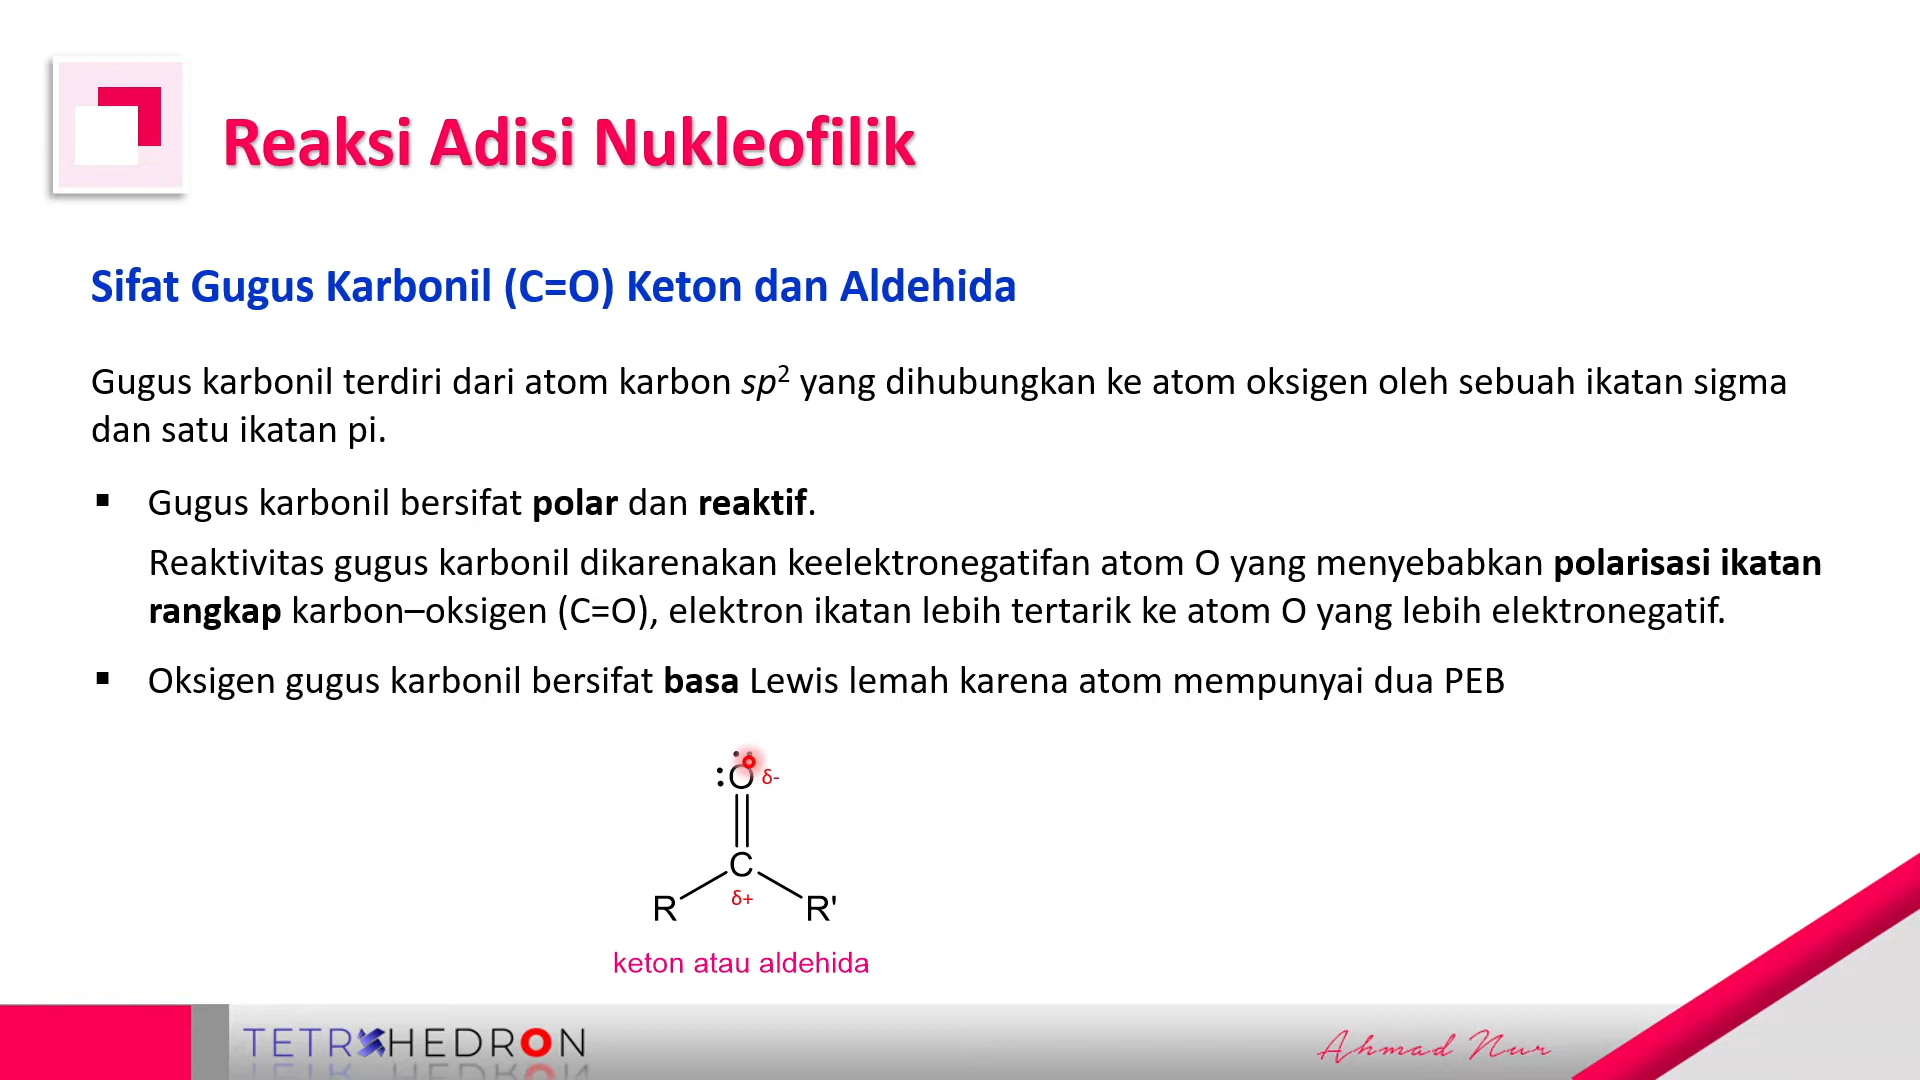 Reaksi Adisi Nukleofilik
Sifat Gugus Karbonil (C=O) Keton dan Aldehida
Gugus karbonil terdiri dari atom karbon sp² yang dihubungkan ke atom oksigen oleh sebuah ikatan sigma
dan satu ikatan pi.
▪ Gugus karbonil bersifat polar dan reaktif.
Reaktivitas gugus karbonil dikarenakan keelektronegatifan atom O yang menyebabkan polarisasi ikatan
rangkap karbon–oksigen (C=O), elektron ikatan lebih tertarik ke atom O yang lebih elektronegatif.
▪ Oksigen gugus karbonil bersifat basa Lewis lemah karena atom mempunyai dua PEB
:O δ-
C
R δ+ R'
keton atau aldehida
TETRAHEDRON
Ahmad Nur